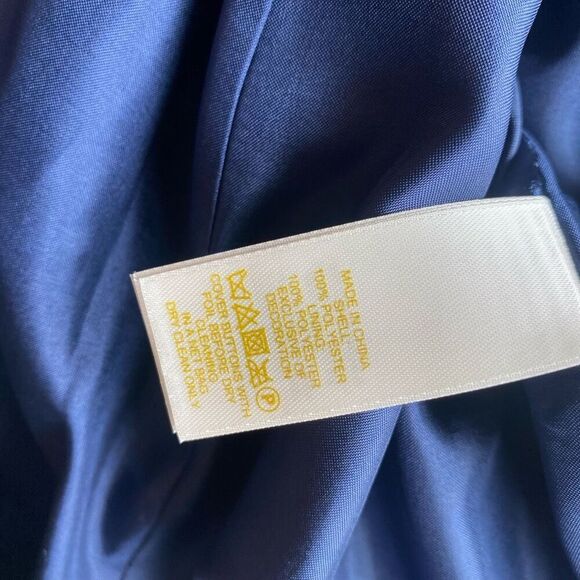 MADE IN CHINA
SHELL
100% POLYESTER
LINING
100% POLYESTER
EXCLUSIVE OF
DECORATION
P
COVER BUTTONS WITH
FOIL BEFORE DRY
CLEANING
IN A NET BAG
DRY CLEAN ONLY